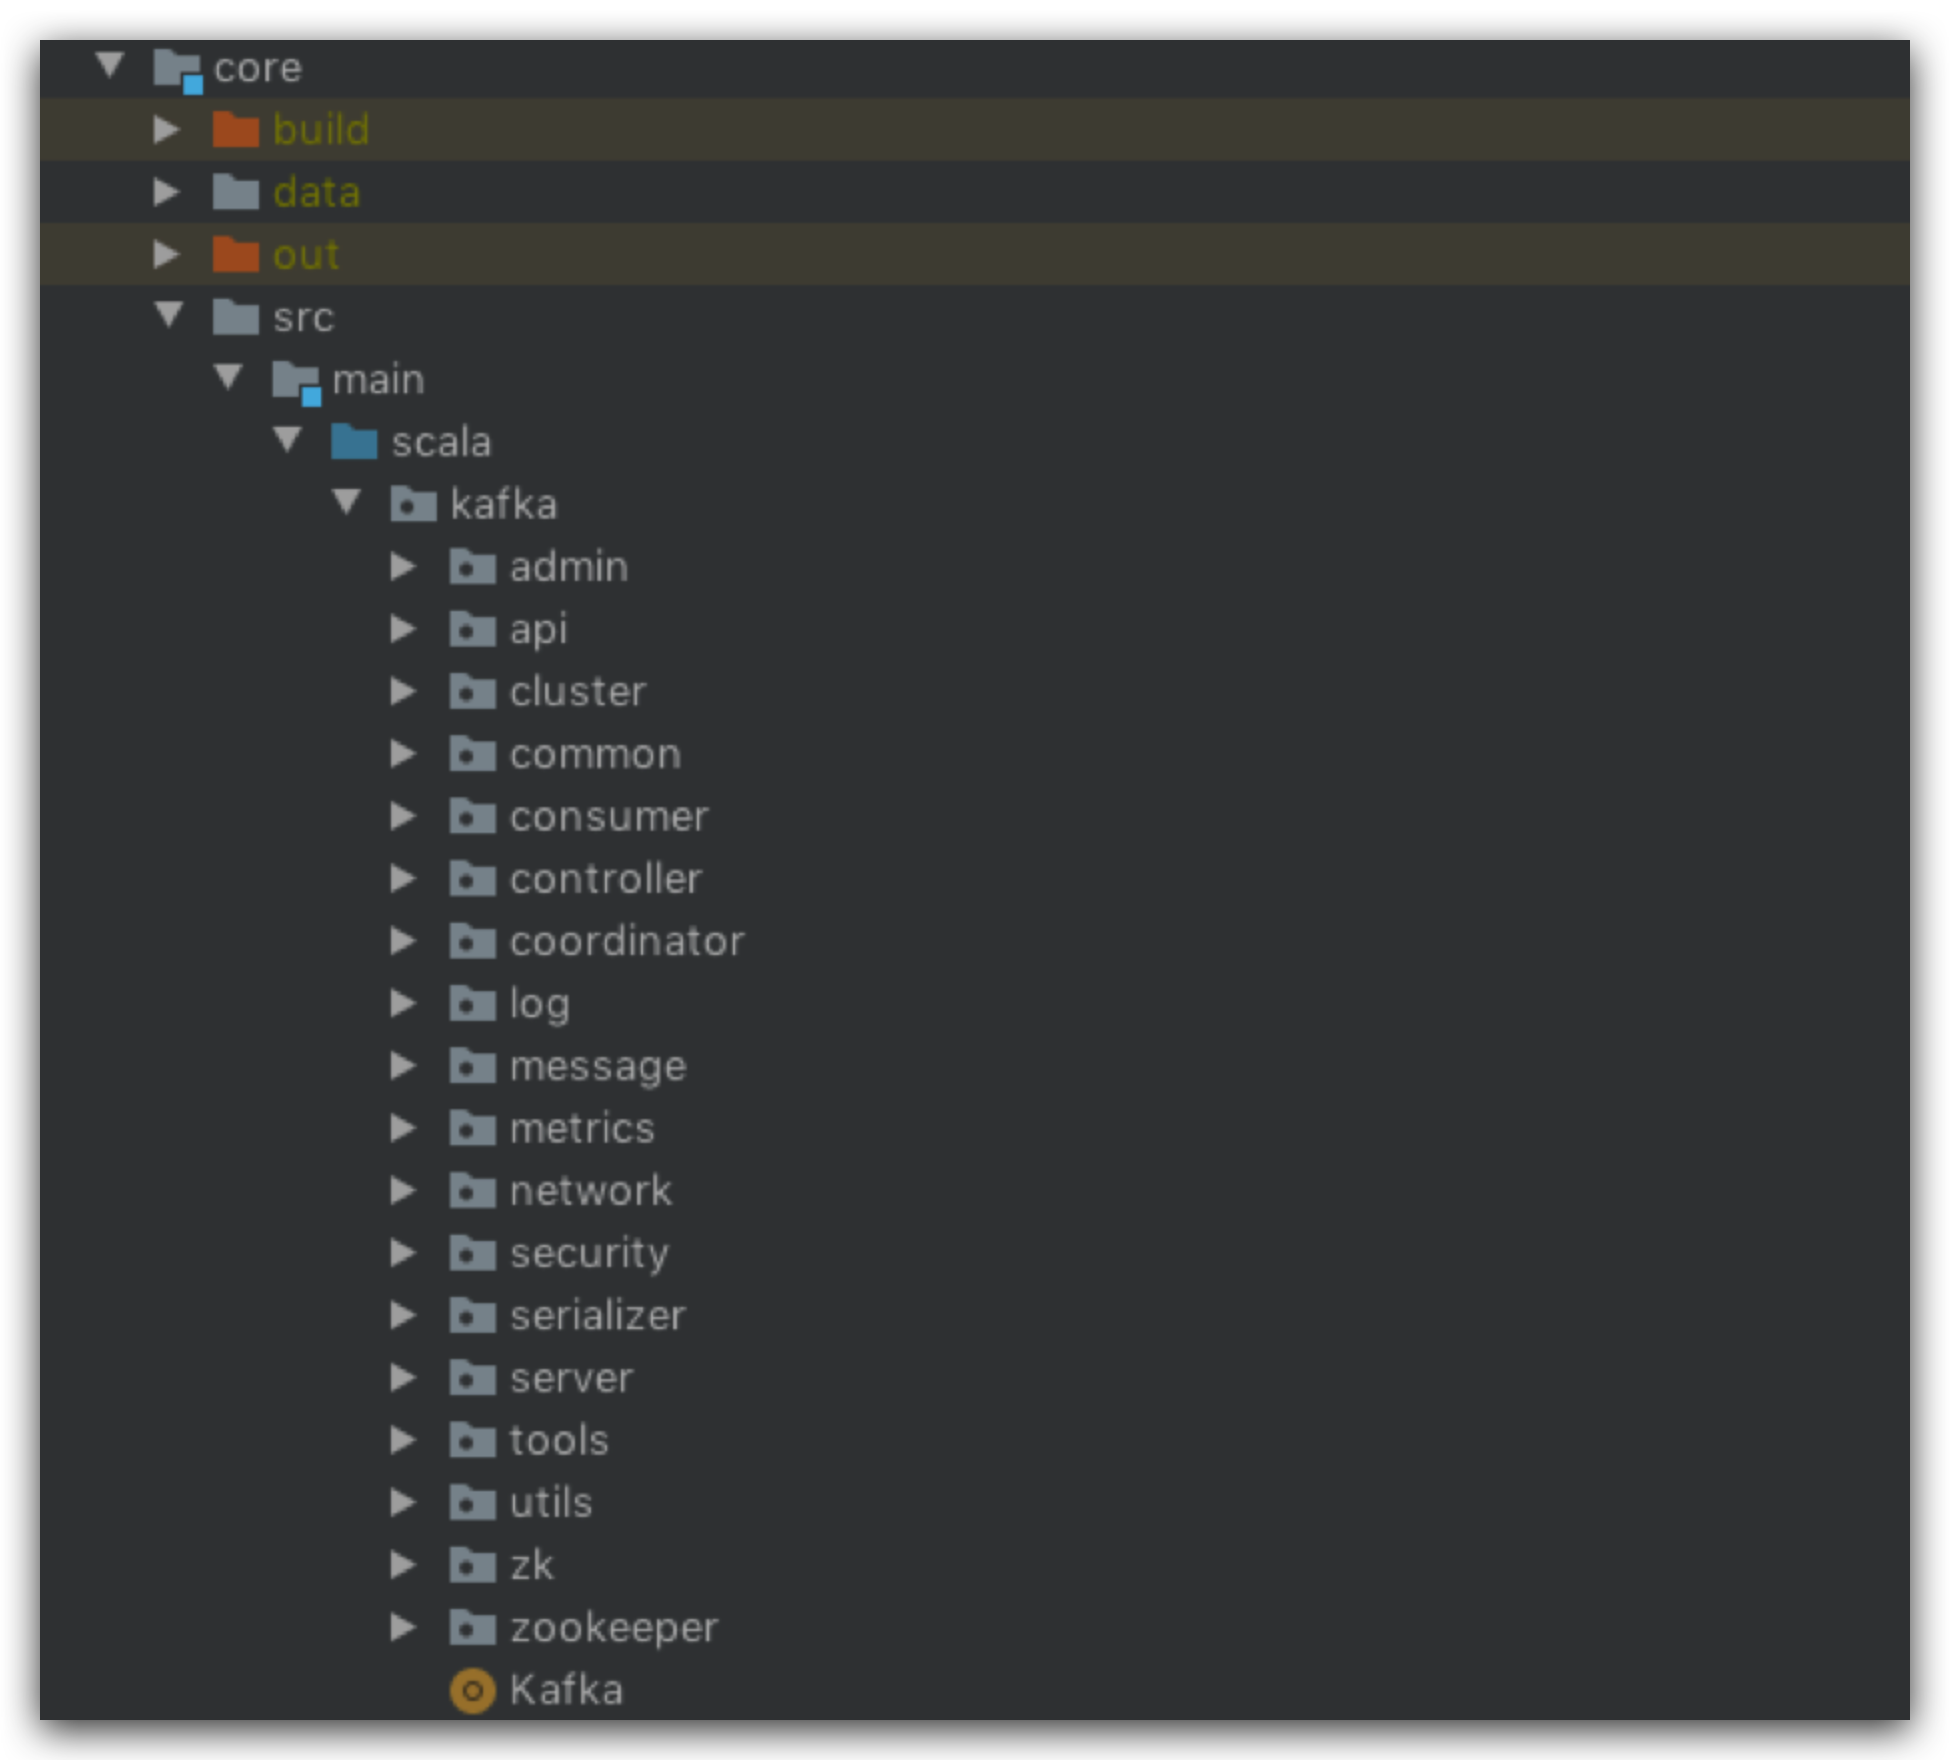 core
build
data
out
src
main
scala
kafka
admin
api
cluster
common
consumer
controller
coordinator
log
message
metrics
network
security
serializer
server
tools
utils
zk
zookeeper
Kafka